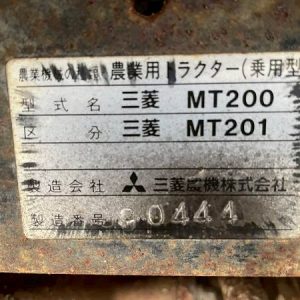 農業機械の種類 農業用トラクター(乗用型
型式名 三菱 MT200
区分 三菱 MT201
製造会社 三菱農機株式会社
製造番号 80444